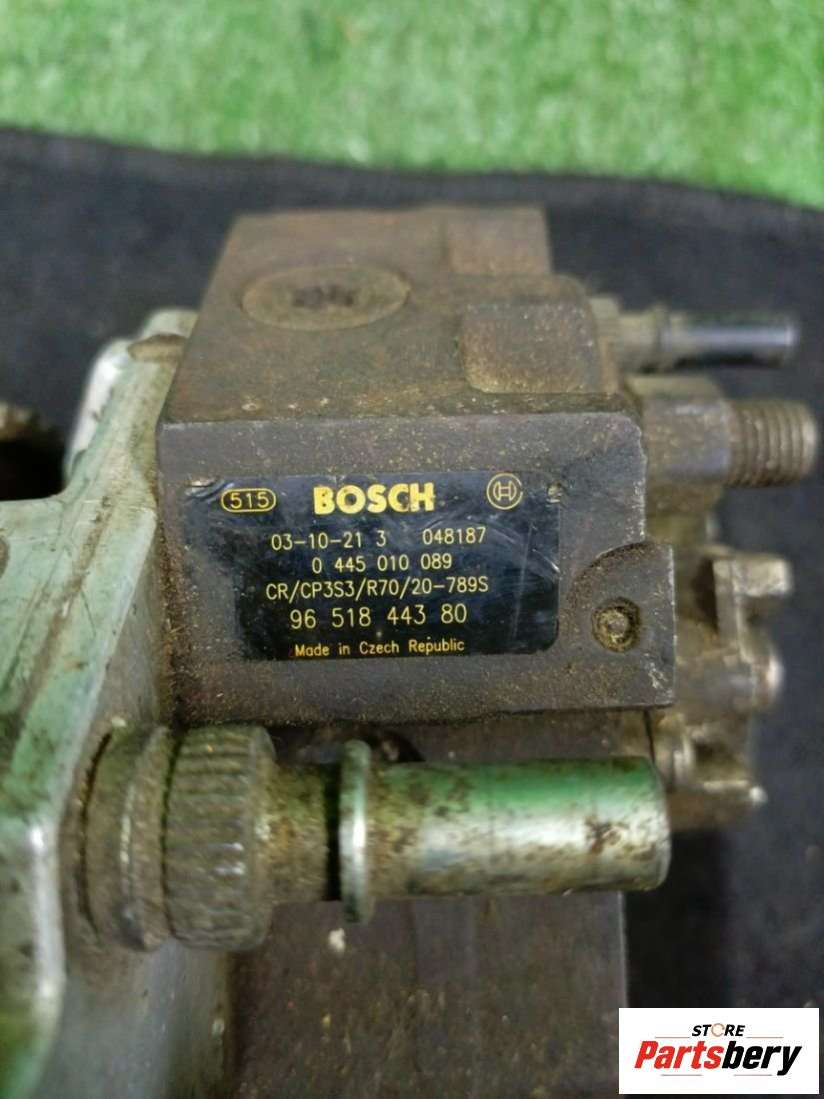 515 BOSCH
03-10-21 3 048187
0 445 010 089
CR/CP3S3/R70/20-789S
96 518 443 80
Made in Czech Republic
STORE
Partsbery